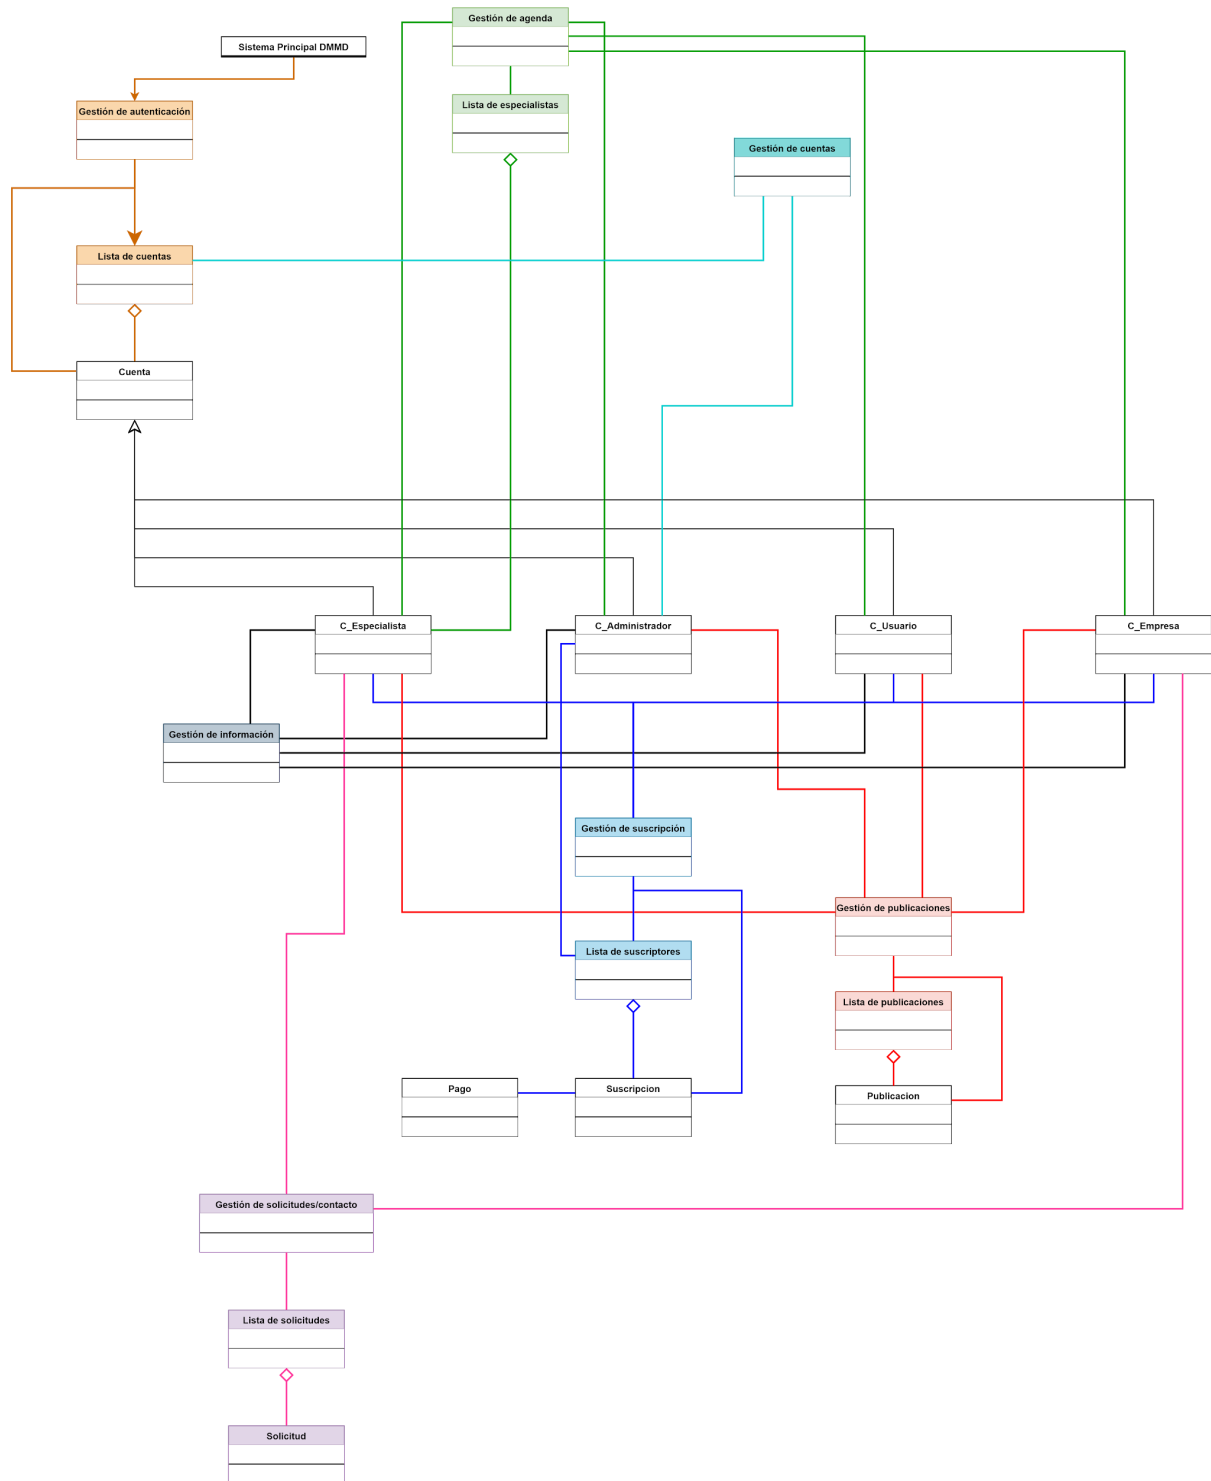 Gestión de agenda
Sistema Principal DMMD
Lista de especialistas
Gestión de autenticación
Gestión de cuentas
Lista de cuentas
Cuenta
C_Especialista
C_Administrador
C_Usuario
C_Empresa
Gestión de información
Gestión de suscripción
Gestión de publicaciones
Lista de suscriptores
Lista de publicaciones
Pago
Suscripcion
Publicacion
Gestión de solicitudes/contacto
Lista de solicitudes
Solicitud